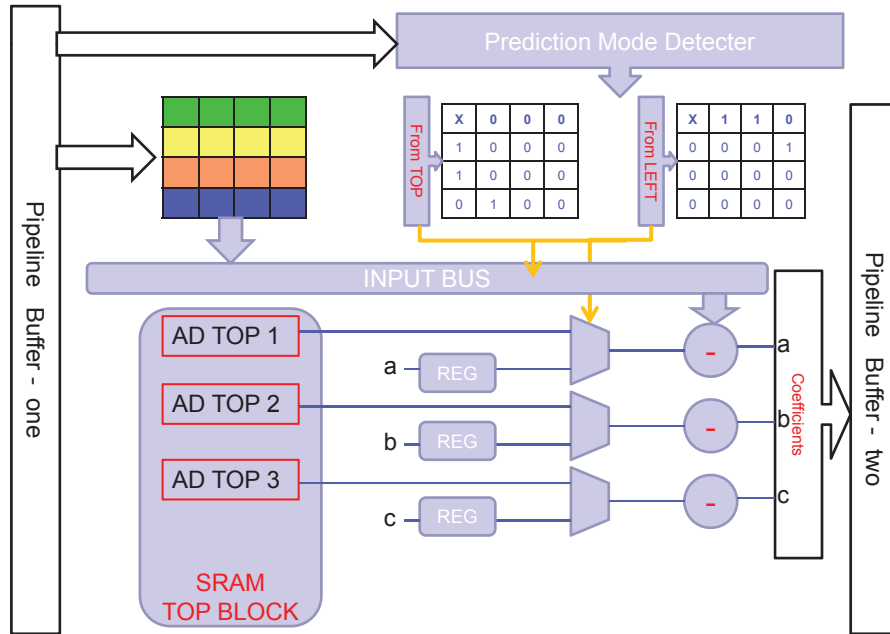 Pipeline Buffer - one
Prediction Mode Detecter
From TOP
X 0 0 0
1 0 0 0
1 0 0 0
0 1 0 0
From LEFT
X 1 1 0
0 0 0 1
0 0 0 0
0 0 0 0
INPUT BUS
AD TOP 1
a
REG
-
a
AD TOP 2
b
REG
-
b
AD TOP 3
c
REG
-
c
SRAM
TOP BLOCK
Coefficients
Pipeline Buffer - two